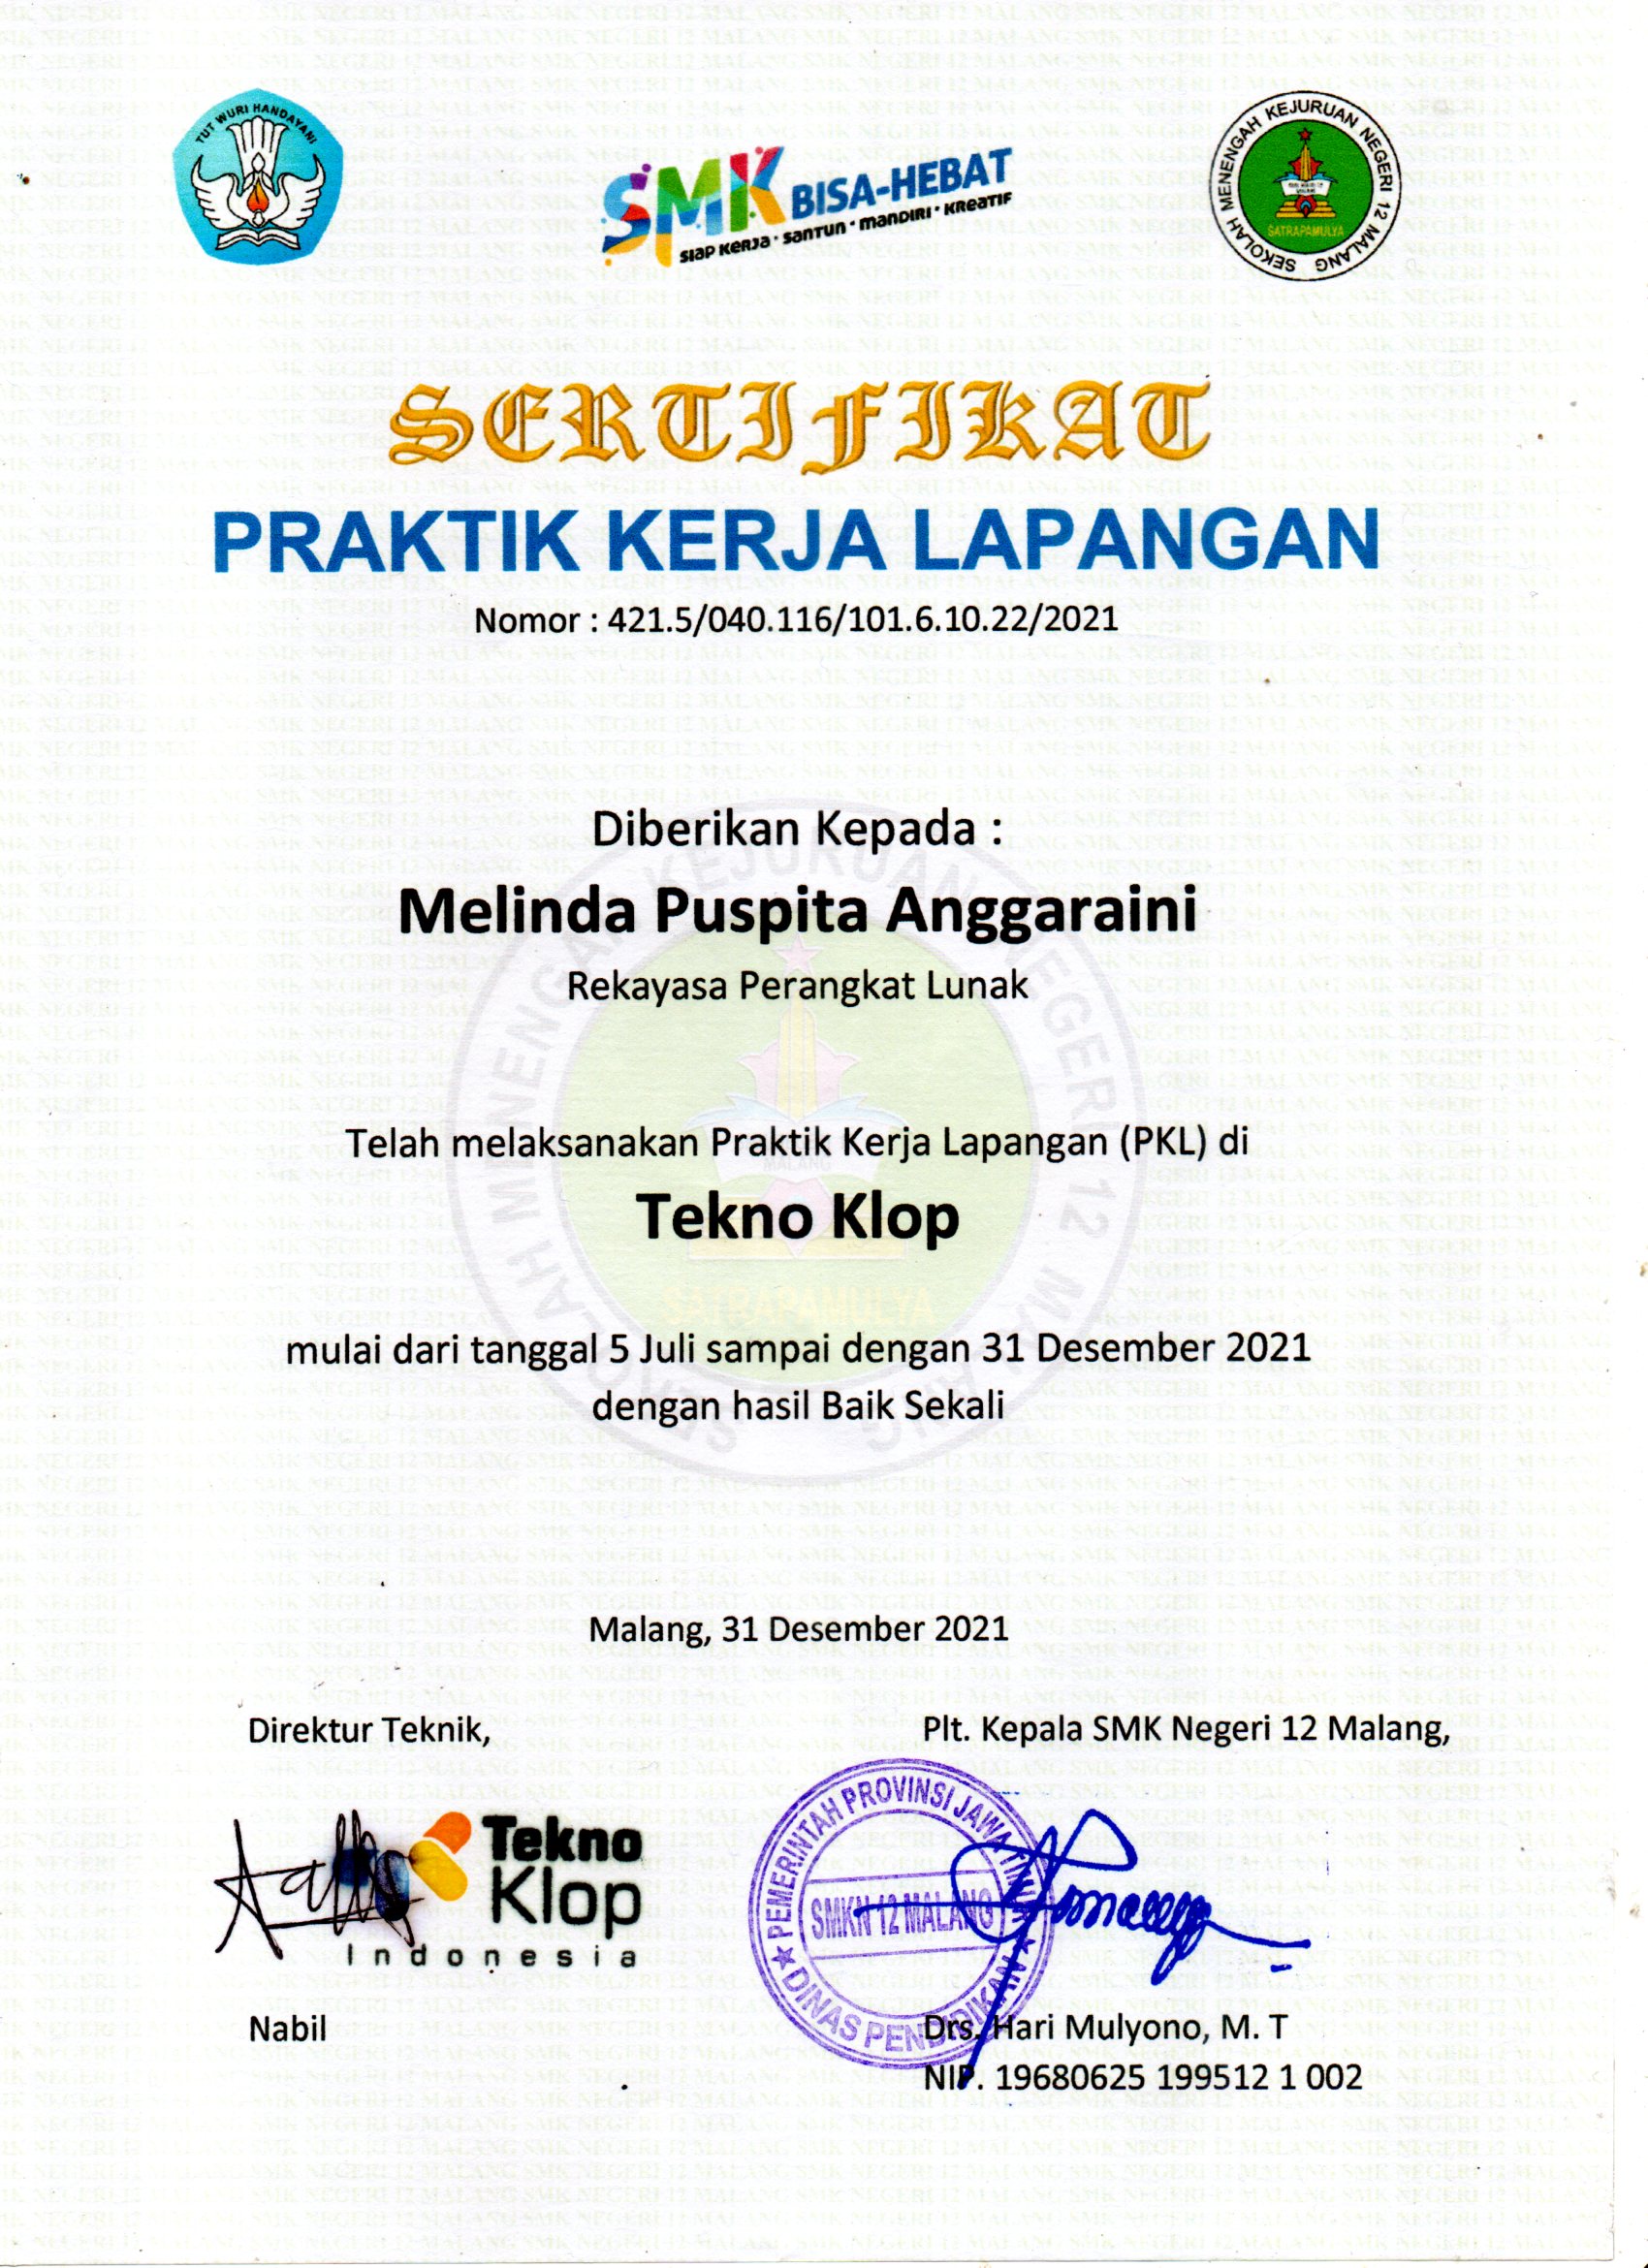 TUT WURI HANDAYANI
SMK BISA-HEBAT
SIAP KERJA · SANTUN · MANDIRI · KREATIF
SEKOLAH MENENGAH KEJURUAN NEGERI 12 MALANG
SATRAPAMULYA
SERTIFIKAT
PRAKTIK KERJA LAPANGAN
Nomor : 421.5/040.116/101.6.10.22/2021
Diberikan Kepada :
Melinda Puspita Anggaraini
Rekayasa Perangkat Lunak
Telah melaksanakan Praktik Kerja Lapangan (PKL) di
Tekno Klop
mulai dari tanggal 5 Juli sampai dengan 31 Desember 2021
dengan hasil Baik Sekali
Malang, 31 Desember 2021
Direktur Teknik,
Plt. Kepala SMK Negeri 12 Malang,
Tekno
Klop
Indonesia
PEMERINTAH PROVINSI JAWA TIMUR
SMKN 12 MALANG
DINAS PENDIDIKAN
Nabil
Drs. Hari Mulyono, M. T
NIP. 19680625 199512 1 002